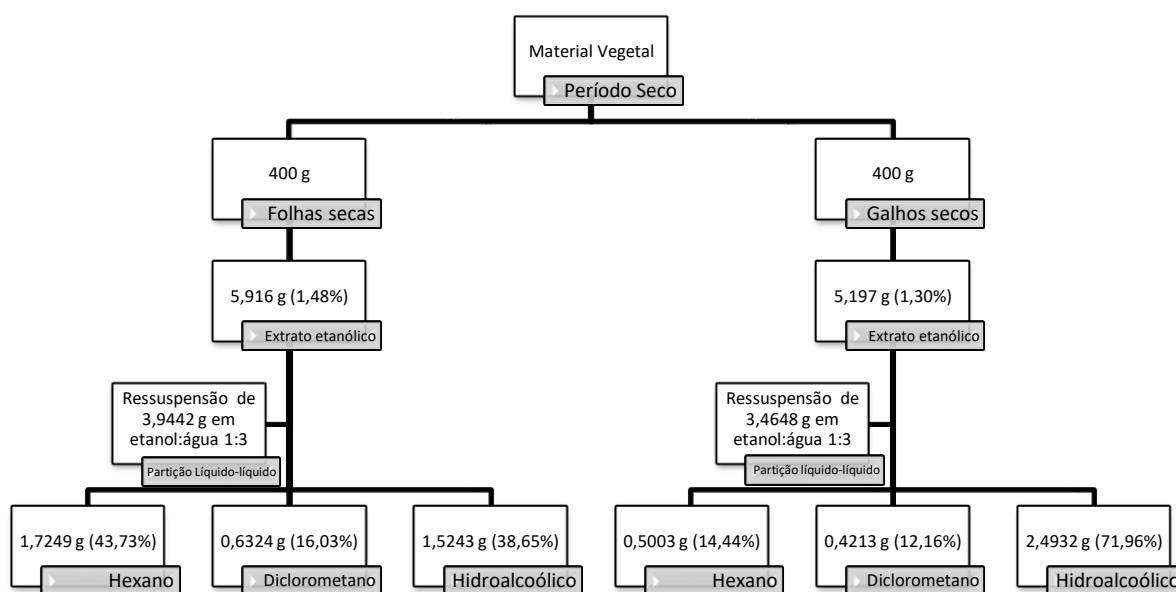 Material Vegetal
Período Seco
400 g
Folhas secas
400 g
Galhos secos
5,916 g (1,48%)
Extrato etanólico
5,197 g (1,30%)
Extrato etanólico
Ressuspensão de
3,9442 g em
etanol:água 1:3
Partição Líquido-líquido
Ressuspensão de
3,4648 g em
etanol:água 1:3
Partição líquido-líquido
1,7249 g (43,73%)
Hexano
0,6324 g (16,03%)
Diclorometano
1,5243 g (38,65%)
Hidroalcoólico
0,5003 g (14,44%)
Hexano
0,4213 g (12,16%)
Diclorometano
2,4932 g (71,96%)
Hidroalcoólico